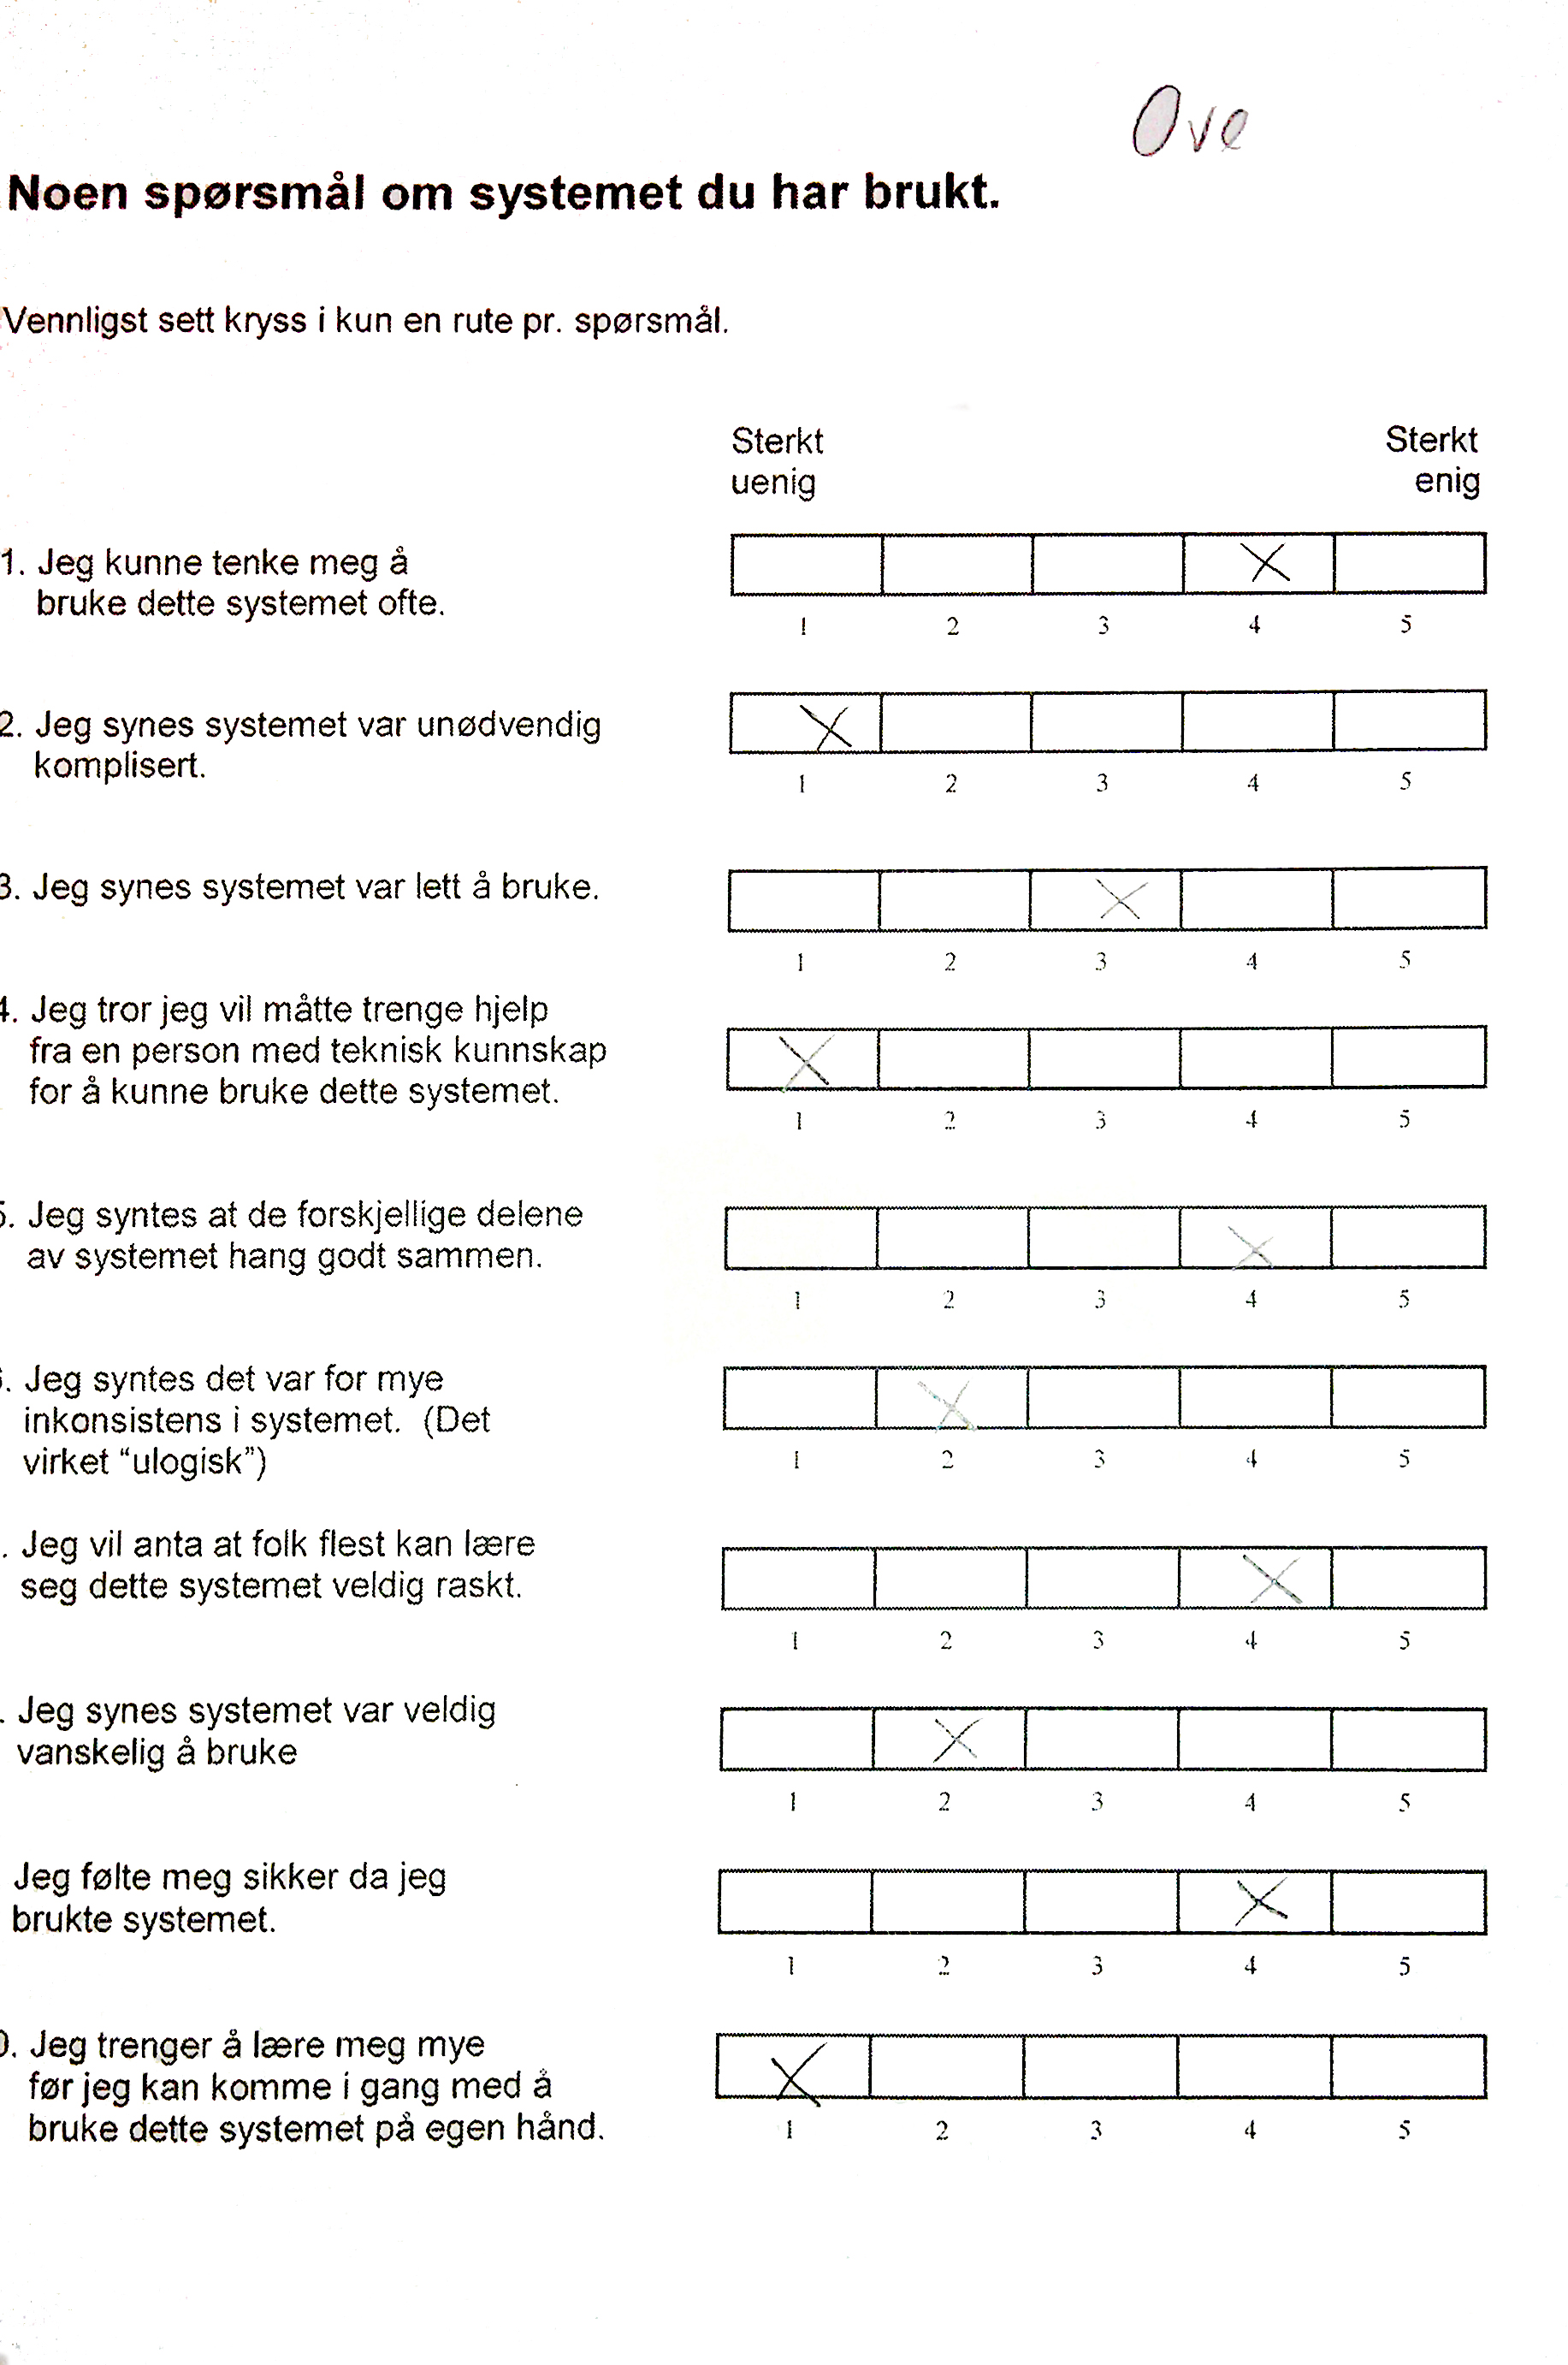 Ove
Noen spørsmål om systemet du har brukt.
Vennligst sett kryss i kun en rute pr. spørsmål.
Sterkt uenig
Sterkt enig
1. Jeg kunne tenke meg å
bruke dette systemet ofte.
1 2 3 4 5
2. Jeg synes systemet var unødvendig
komplisert.
1 2 3 4 5
3. Jeg synes systemet var lett å bruke.
1 2 3 4 5
4. Jeg tror jeg vil måtte trenge hjelp
fra en person med teknisk kunnskap
for å kunne bruke dette systemet.
1 2 3 4 5
5. Jeg syntes at de forskjellige delene
av systemet hang godt sammen.
1 2 3 4 5
. Jeg syntes det var for mye
inkonsistens i systemet. (Det
virket “ulogisk”)
1 2 3 4 5
. Jeg vil anta at folk flest kan lære
seg dette systemet veldig raskt.
1 2 3 4 5
. Jeg synes systemet var veldig
vanskelig å bruke
1 2 3 4 5
Jeg følte meg sikker da jeg
brukte systemet.
1 2 3 4 5
0. Jeg trenger å lære meg mye
før jeg kan komme i gang med å
bruke dette systemet på egen hånd.
1 2 3 4 5